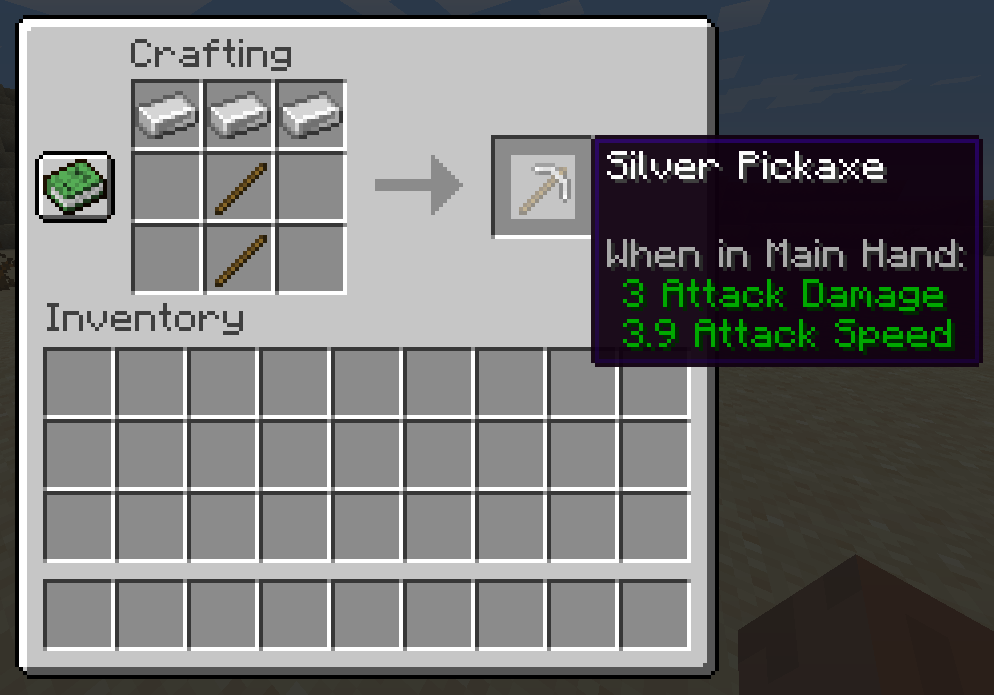 Crafting
Silver Pickaxe
When in Main Hand:
3 Attack Damage
3.9 Attack Speed
Inventory